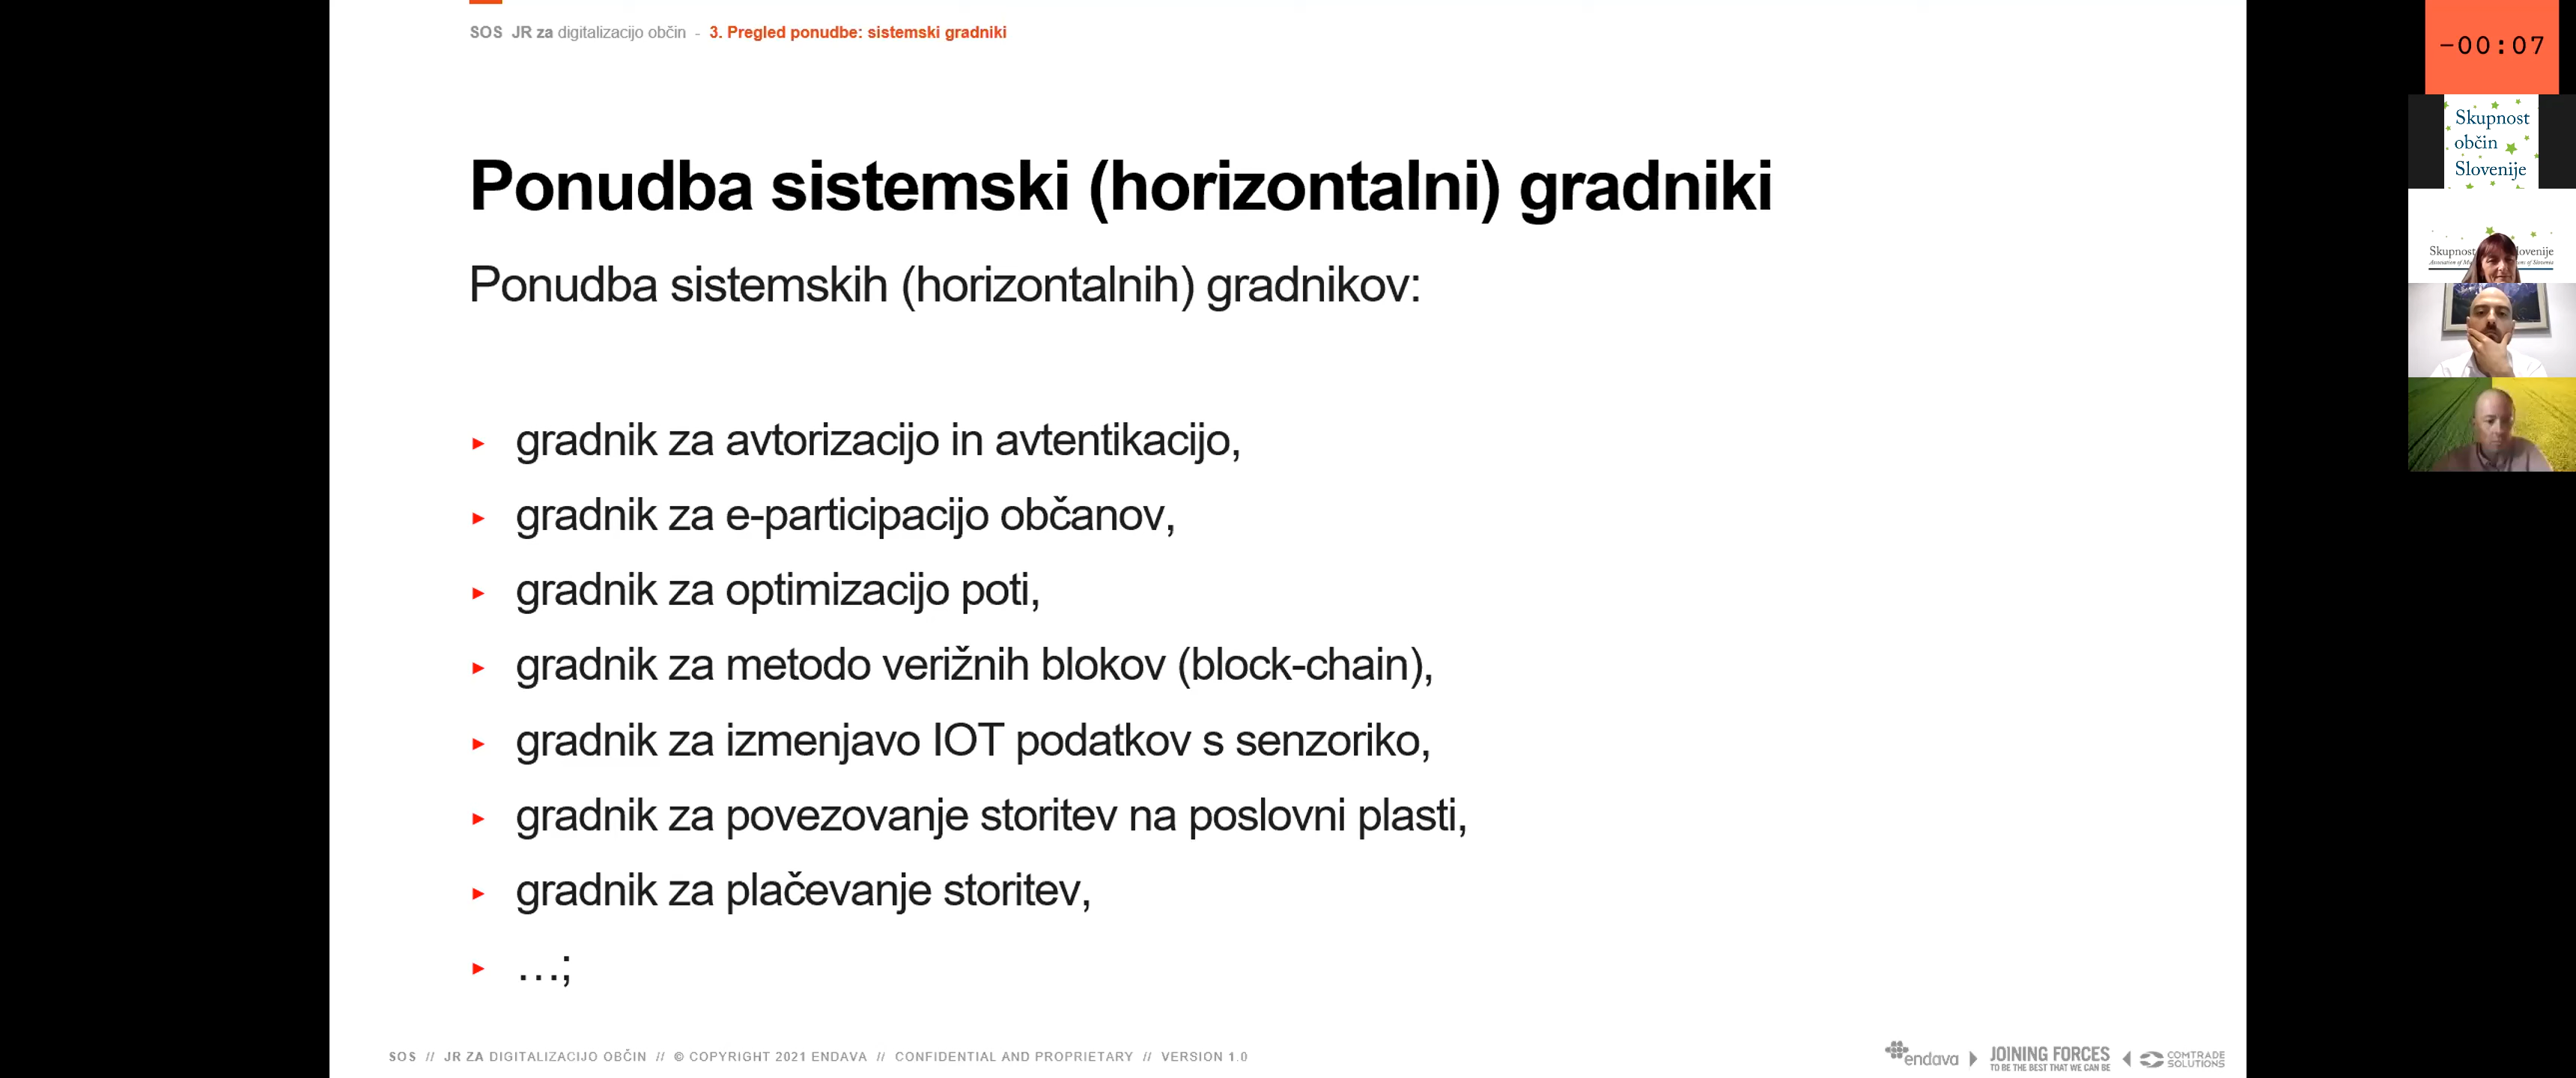 SOS JR za digitalizacijo občin - 3. Pregled ponudbe: sistemski gradniki
Ponudba sistemski (horizontalni) gradniki
Ponudba sistemskih (horizontalnih) gradnikov:
gradnik za avtorizacijo in avtentikacijo,
gradnik za e-participacijo občanov,
gradnik za optimizacijo poti,
gradnik za metodo verižnih blokov (block-chain),
gradnik za izmenjavo IOT podatkov s senzoriko,
gradnik za povezovanje storitev na poslovni plasti,
gradnik za plačevanje storitev,
…;
SOS // JR ZA DIGITALIZACIJO OBČIN // © COPYRIGHT 2021 ENDAVA // CONFIDENTIAL AND PROPRIETARY // VERSION 1.0
endava
JOINING FORCES
TO BE THE BEST THAT WE CAN BE
COMTRADE
SOLUTIONS
-00:07
Skupnost
občin
Slovenije
Skupnost ovenije